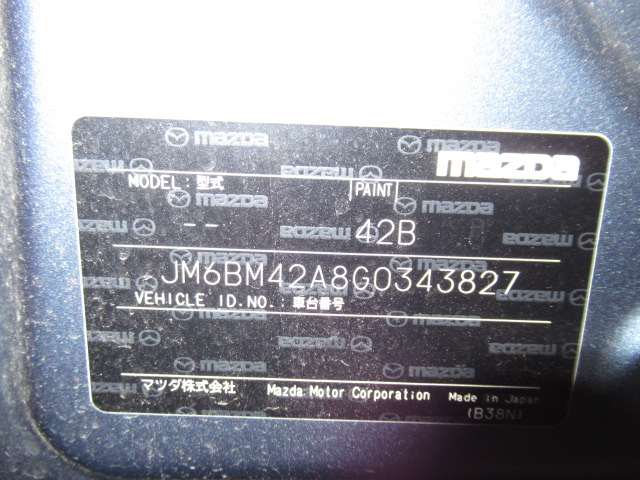 mazda
MODEL:型式 PAINT
-- 42B
JM6BM42A8G0343827
VEHICLE ID.NO.:車台番号
マツダ株式会社 Mazda Motor Corporation Made in Japan
(B38N)